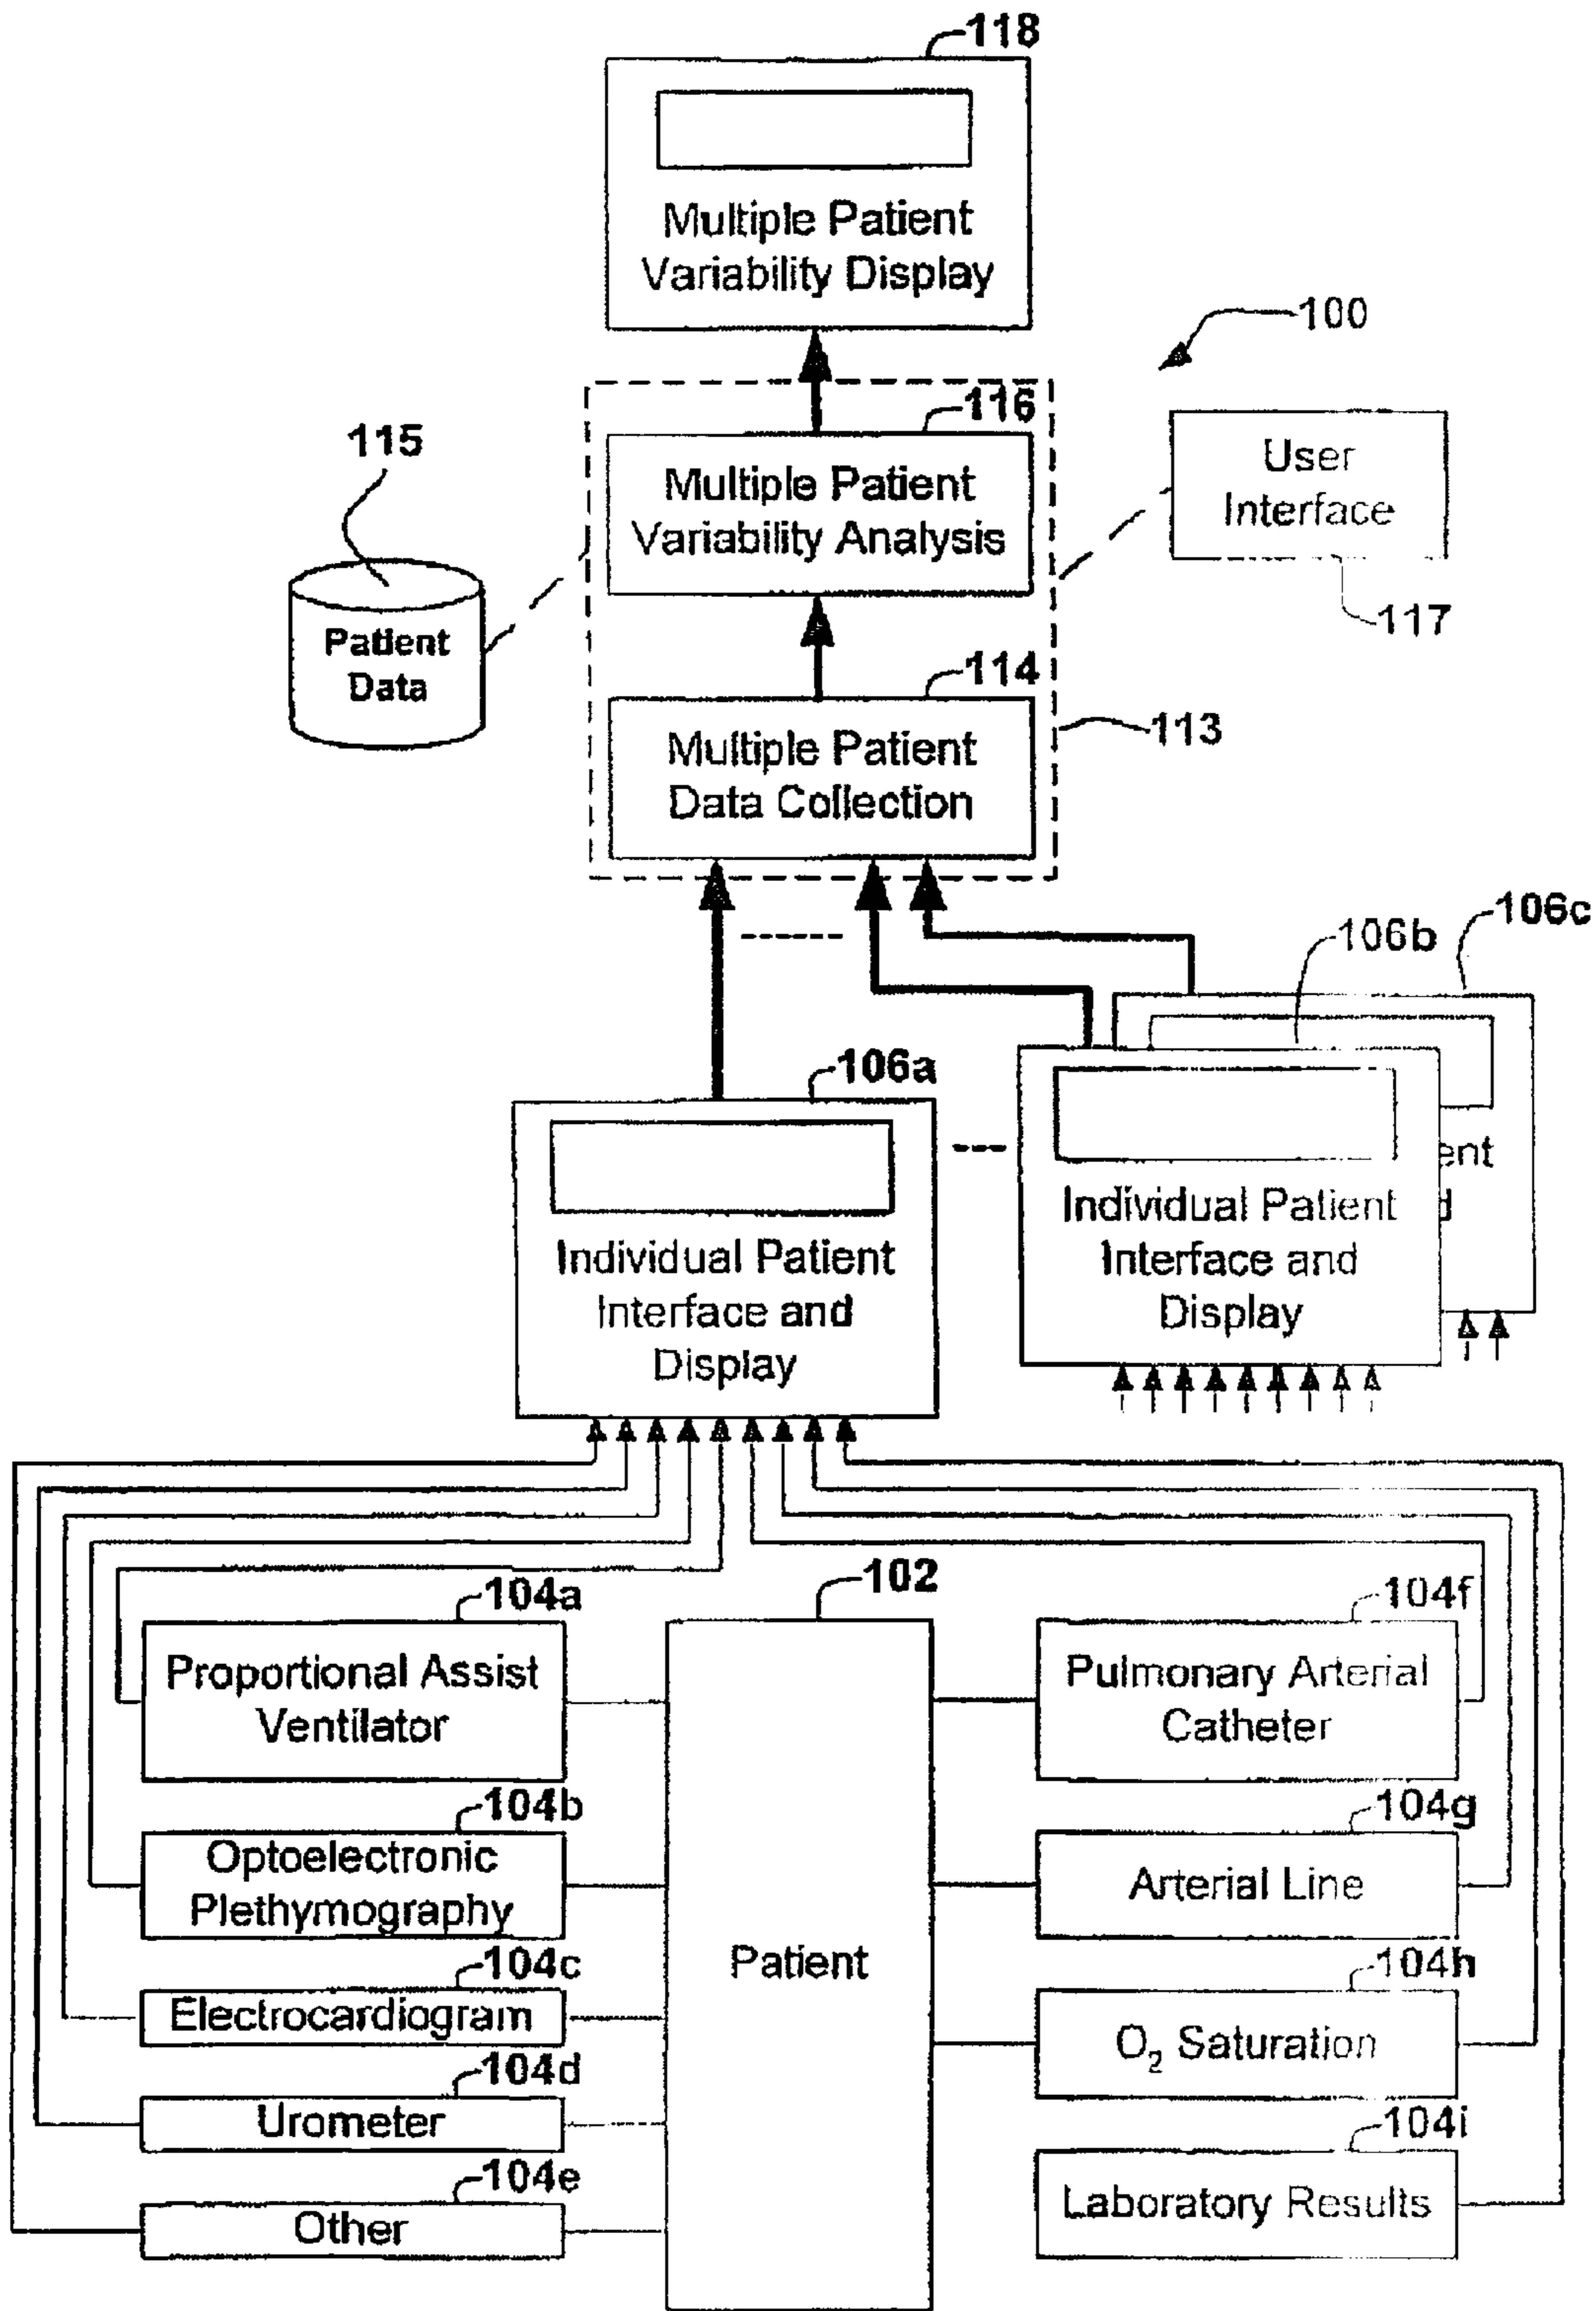 118
Multiple Patient
Variability Display
100
116
115
Multiple Patient
Variability Analysis
User
Interface
117
Patient
Data
114
Multiple Patient
Data Collection
113
106c
106b
106a
ent
d
Individual Patient
Interface and
Display
Individual Patient
Interface and
Display
102
104a
Proportional Assist
Ventilator
104f
Pulmonary Arterial
Catheter
104b
Optoelectronic
Plethymography
104g
Arterial Line
Patient
104c
Electrocardiogram
104h
O₂ Saturation
104d
Urometer
104i
Laboratory Results
104e
Other